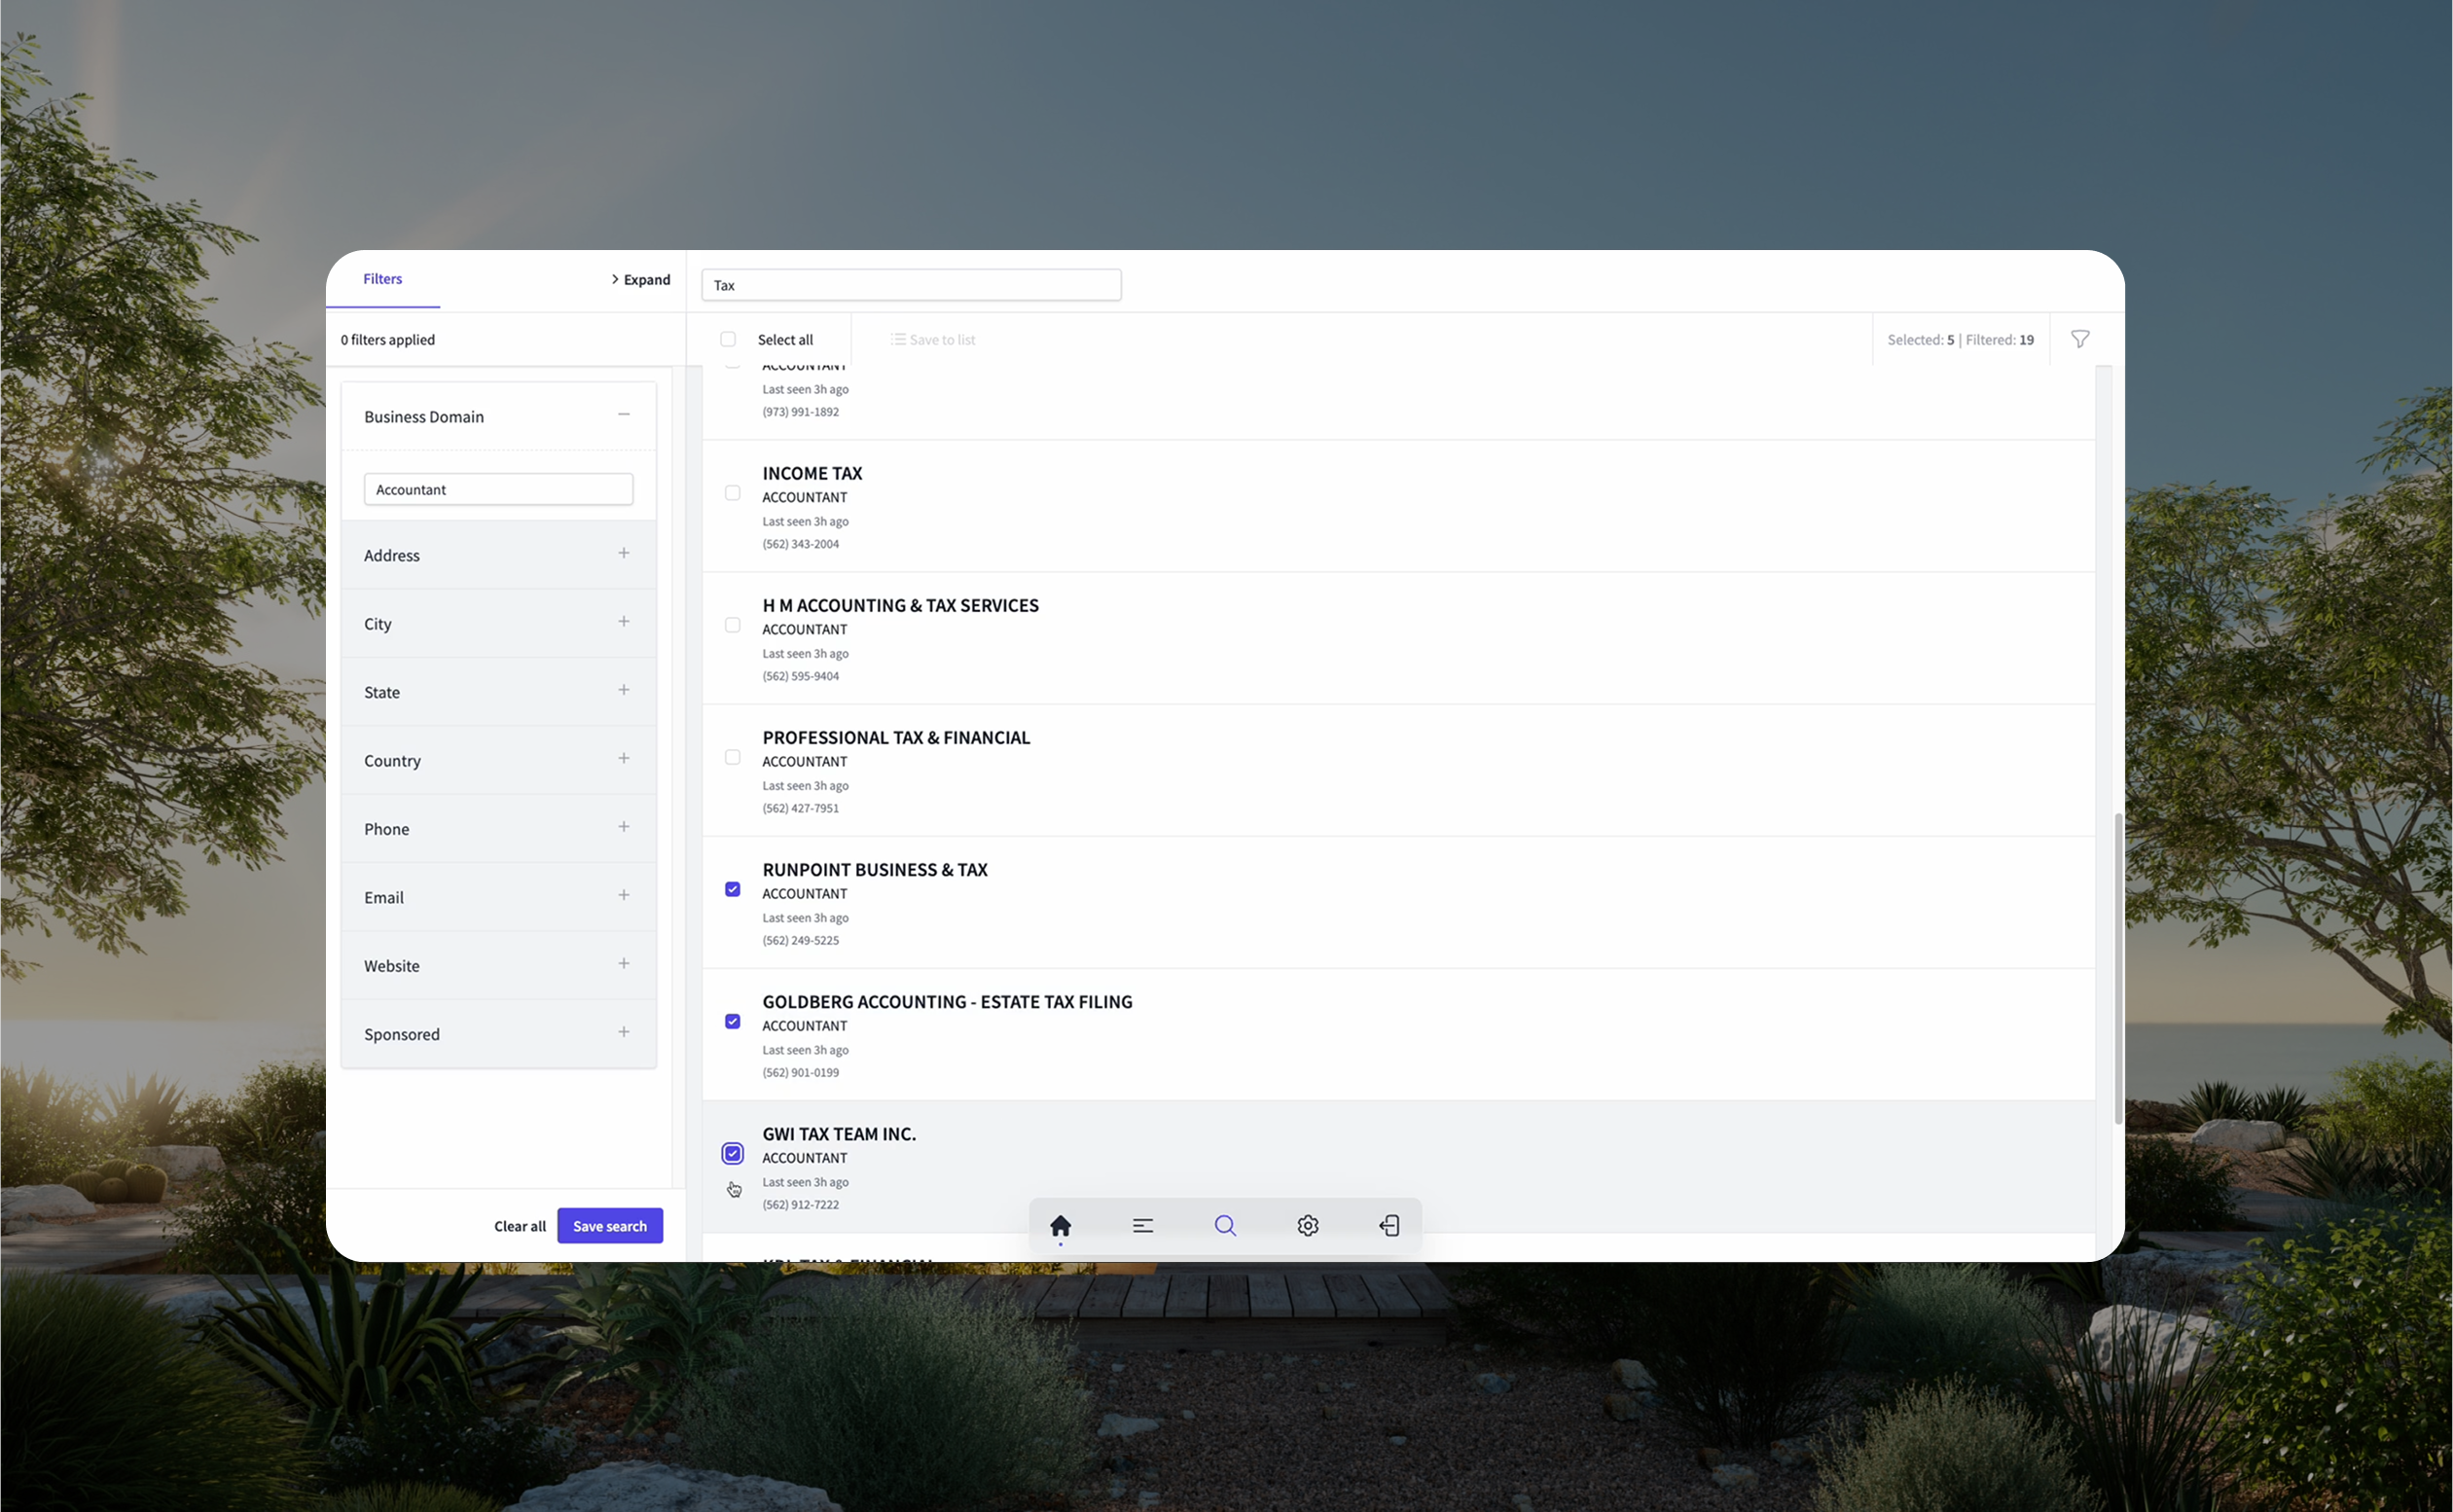 Filters
Expand
Tax
0 filters applied
Select all
Save to list
Selected: 5 | Filtered: 19
Business Domain
Accountant
Address
City
State
Country
Phone
Email
Website
Sponsored
Clear all
Save search
ACCOUNTANT
Last seen 3h ago
(973) 991-1892
INCOME TAX
ACCOUNTANT
Last seen 3h ago
(562) 343-2004
H M ACCOUNTING & TAX SERVICES
ACCOUNTANT
Last seen 3h ago
(562) 595-9404
PROFESSIONAL TAX & FINANCIAL
ACCOUNTANT
Last seen 3h ago
(562) 427-7951
RUNPOINT BUSINESS & TAX
ACCOUNTANT
Last seen 3h ago
(562) 249-5225
GOLDBERG ACCOUNTING - ESTATE TAX FILING
ACCOUNTANT
Last seen 3h ago
(562) 901-0199
GWI TAX TEAM INC.
ACCOUNTANT
Last seen 3h ago
(562) 912-7222
TAX & FINANCIAL